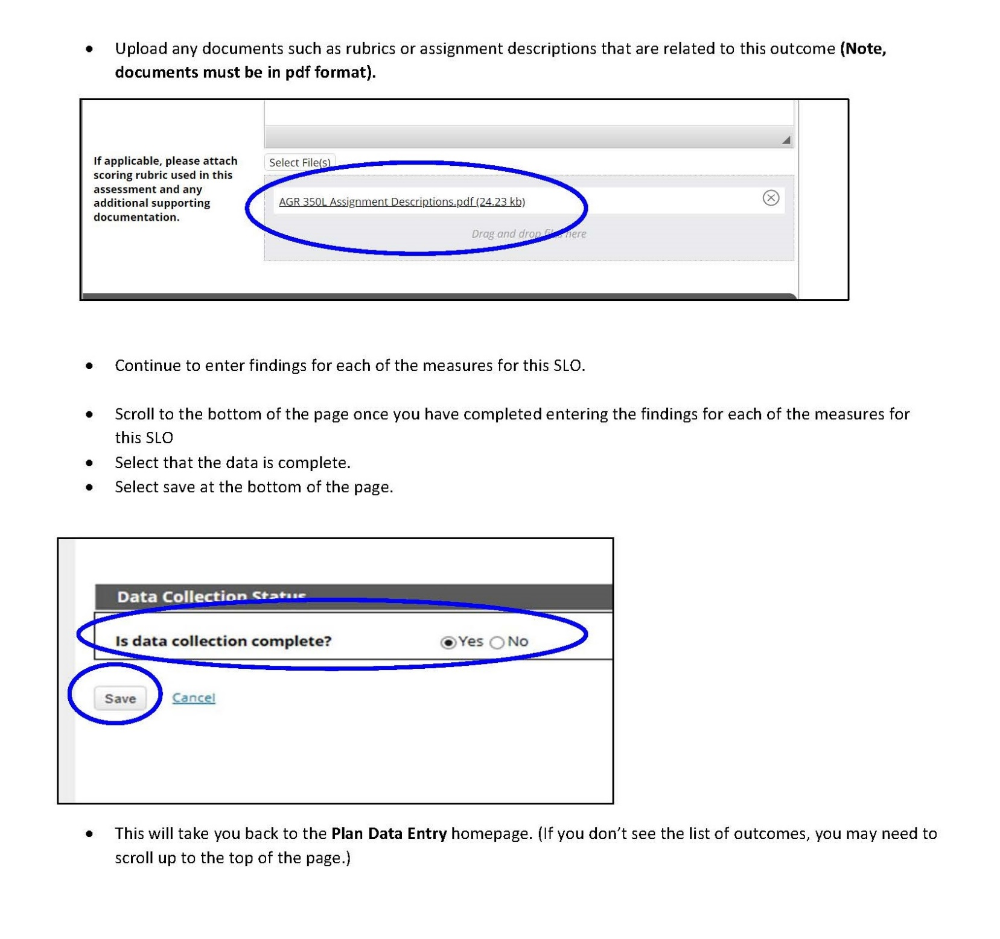 • Upload any documents such as rubrics or assignment descriptions that are related to this outcome (Note,
documents must be in pdf format).
If applicable, please attach
scoring rubric used in this
assessment and any
additional supporting
documentation.
Select File(s)
AGR 350L Assignment Descriptions.pdf (24.23 kb)
Drag and drop files here
• Continue to enter findings for each of the measures for this SLO.
• Scroll to the bottom of the page once you have completed entering the findings for each of the measures for
this SLO
• Select that the data is complete.
• Select save at the bottom of the page.
Data Collection Status
Is data collection complete? Yes No
Save Cancel
• This will take you back to the Plan Data Entry homepage. (If you don’t see the list of outcomes, you may need to
scroll up to the top of the page.)